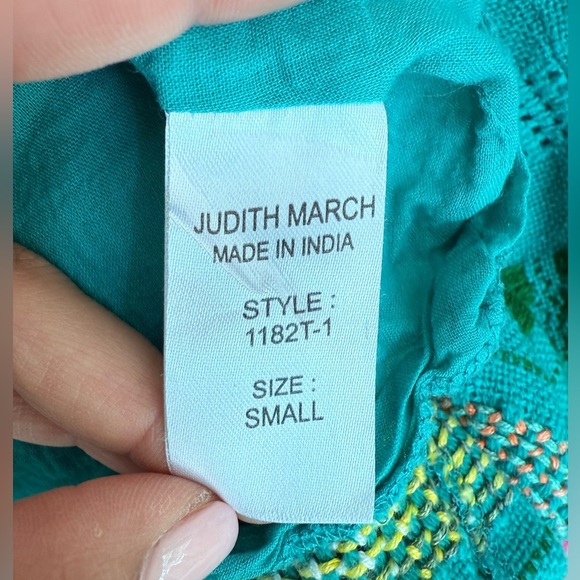 JUDITH MARCH
MADE IN INDIA
STYLE :
1182T-1
SIZE :
SMALL